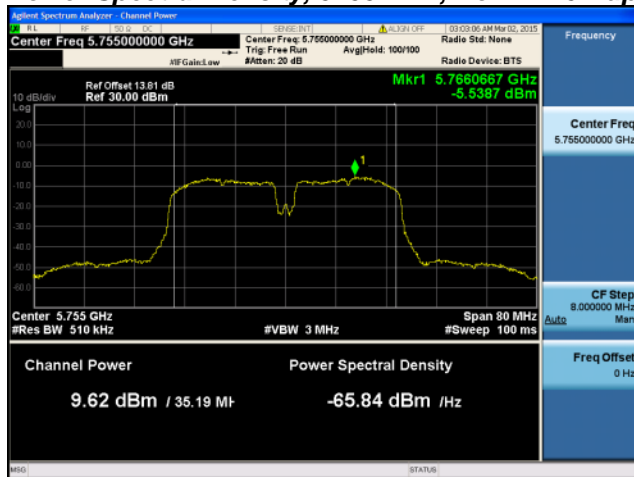 Agilent Spectrum Analyzer - Channel Power
RL RF 50 Ω DC SENSE:INT ALIGN OFF 03:03:06 AM Mar 02, 2015
Center Freq 5.755000000 GHz Center Freq: 5.755000000 GHz Radio Std: None Frequency
Trig: Free Run Avg|Hold: 100/100
#IFGain:Low #Atten: 20 dB Radio Device: BTS
Mkr1 5.7660667 GHz
-5.5387 dBm
Ref Offset 13.81 dB
10 dB/div Ref 30.00 dBm
Log
20.0
10.0
0.00
-10.0
-20.0
-30.0
-40.0
-50.0
-60.0
1
Center Freq
5.755000000 GHz
Center 5.755 GHz Span 80 MHz
#Res BW 510 kHz #VBW 3 MHz #Sweep 100 ms
CF Step
8.000000 MHz
Auto Man
Freq Offset
0 Hz
Channel Power Power Spectral Density
9.62 dBm / 35.19 MH -65.84 dBm /Hz
MSG STATUS